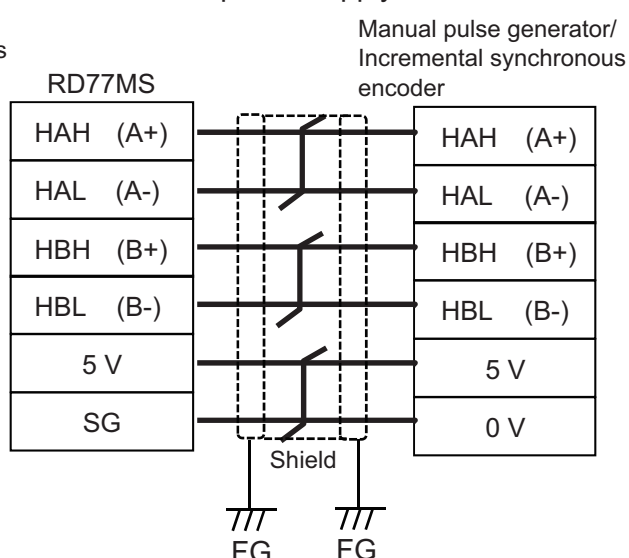 Manual pulse generator/
Incremental synchronous
encoder
RD77MS
HAH (A+)
HAL (A-)
HBH (B+)
HBL (B-)
5 V
SG
HAH (A+)
HAL (A-)
HBH (B+)
HBL (B-)
5 V
0 V
Shield
FG
FG